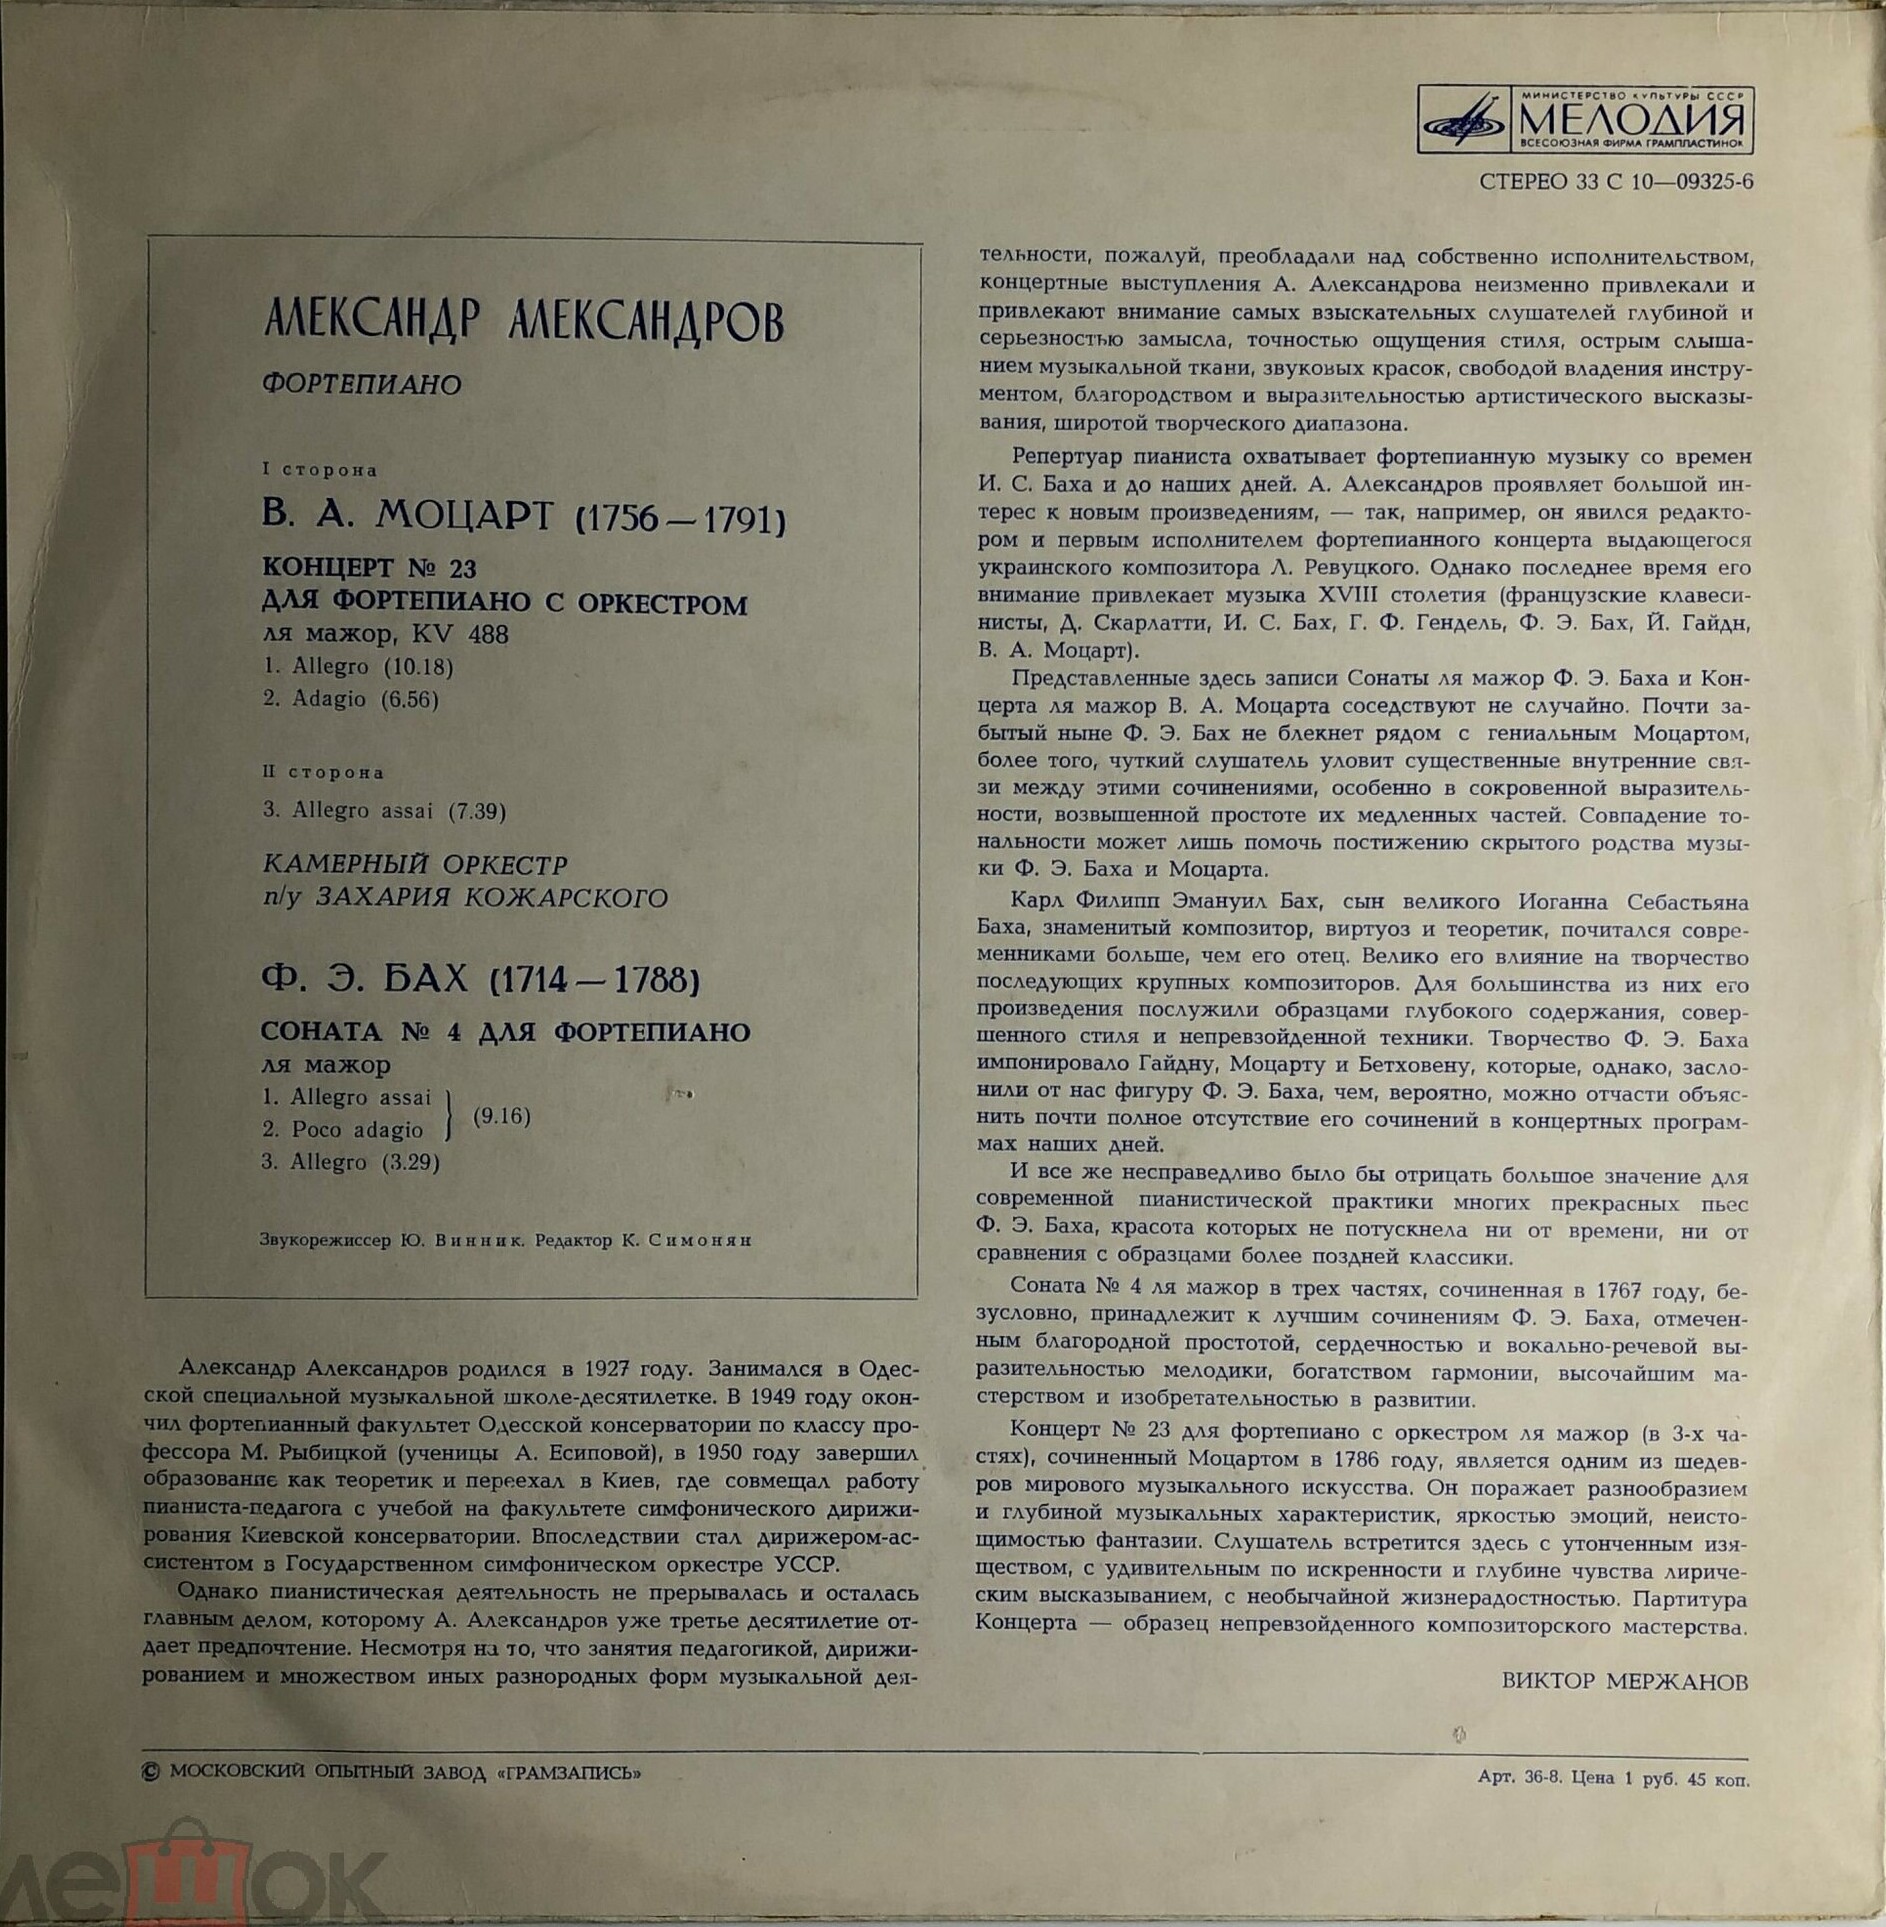 МИНИСТЕРСТВО КУЛЬТУРЫ СССР
МЕЛОДИЯ
ВСЕСОЮЗНАЯ ФИРМА ГРАМПЛАСТИНОК
СТЕРЕО 33 С 10—09325-6
АЛЕКСАНДР АЛЕКСАНДРОВ
ФОРТЕПИАНО
I сторона
В. А. МОЦАРТ (1756—1791)
КОНЦЕРТ № 23
ДЛЯ ФОРТЕПИАНО С ОРКЕСТРОМ
ля мажор, KV 488
1. Allegro (10.18)
2. Adagio (6.56)
II сторона
3. Allegro assai (7.39)
КАМЕРНЫЙ ОРКЕСТР
п/у ЗАХАРИЯ КОЖАРСКОГО
Ф. Э. БАХ (1714—1788)
СОНАТА № 4 ДЛЯ ФОРТЕПИАНО
ля мажор
1. Allegro assai
2. Poco adagio
(9.16)
3. Allegro (3.29)
Звукорежиссер Ю. Винник. Редактор К. Симонян
Александр Александров родился в 1927 году. Занимался в Одес-
ской специальной музыкальной школе-десятилетке. В 1949 году окон-
чил фортепианный факультет Одесской консерватории по классу про-
фессора М. Рыбицкой (ученицы А. Есиповой), в 1950 году завершил
образование как теоретик и переехал в Киев, где совмещал работу
пианиста-педагога с учебой на факультете симфонического дирижи-
рования Киевской консерватории. Впоследствии стал дирижером-ас-
систентом в Государственном симфоническом оркестре УССР.
Однако пианистическая деятельность не прерывалась и осталась
главным делом, которому А. Александров уже третье десятилетие от-
дает предпочтение. Несмотря на то, что занятия педагогикой, дирижи-
рованием и множеством иных разнородных форм музыкальной дея-
тельности, пожалуй, преобладали над собственно исполнительством,
концертные выступления А. Александрова неизменно привлекали и
привлекают внимание самых взыскательных слушателей глубиной и
серьезностью замысла, точностью ощущения стиля, острым слыша-
нием музыкальной ткани, звуковых красок, свободой владения инстру-
ментом, благородством и выразительностью артистического высказы-
вания, широтой творческого диапазона.
Репертуар пианиста охватывает фортепианную музыку со времен
И. С. Баха и до наших дней. А. Александров проявляет большой ин-
терес к новым произведениям, — так, например, он явился редакто-
ром и первым исполнителем фортепианного концерта выдающегося
украинского композитора Л. Ревуцкого. Однако последнее время его
внимание привлекает музыка XVIII столетия (французские клавеси-
нисты, Д. Скарлатти, И. С. Бах, Г. Ф. Гендель, Ф. Э. Бах, Й. Гайдн,
В. А. Моцарт).
Представленные здесь записи Сонаты ля мажор Ф. Э. Баха и Кон-
церта ля мажор В. А. Моцарта соседствуют не случайно. Почти за-
бытый ныне Ф. Э. Бах не блекнет рядом с гениальным Моцартом,
более того, чуткий слушатель уловит существенные внутренние свя-
зи между этими сочинениями, особенно в сокровенной выразитель-
ности, возвышенной простоте их медленных частей. Совпадение то-
нальности может лишь помочь постижению скрытого родства музы-
ки Ф. Э. Баха и Моцарта.
Карл Филипп Эмануил Бах, сын великого Иоганна Себастьяна
Баха, знаменитый композитор, виртуоз и теоретик, почитался совре-
менниками больше, чем его отец. Велико его влияние на творчество
последующих крупных композиторов. Для большинства из них его
произведения послужили образцами глубокого содержания, совер-
шенного стиля и непревзойденной техники. Творчество Ф. Э. Баха
импонировало Гайдну, Моцарту и Бетховену, которые, однако, засло-
нили от нас фигуру Ф. Э. Баха, чем, вероятно, можно отчасти объяс-
нить почти полное отсутствие его сочинений в концертных програм-
мах наших дней.
И все же несправедливо было бы отрицать большое значение для
современной пианистической практики многих прекрасных пьес
Ф. Э. Баха, красота которых не потускнела ни от времени, ни от
сравнения с образцами более поздней классики.
Соната № 4 ля мажор в трех частях, сочиненная в 1767 году, бе-
зусловно, принадлежит к лучшим сочинениям Ф. Э. Баха, отмечен-
ным благородной простотой, сердечностью и вокально-речевой вы-
разительностью мелодики, богатством гармонии, высочайшим ма-
стерством и изобретательностью в развитии.
Концерт № 23 для фортепиано с оркестром ля мажор (в 3-х ча-
стях), сочиненный Моцартом в 1786 году, является одним из шедев-
ров мирового музыкального искусства. Он поражает разнообразием
и глубиной музыкальных характеристик, яркостью эмоций, неисто-
щимостью фантазии. Слушатель встретится здесь с утонченным изя-
ществом, с удивительным по искренности и глубине чувства лириче-
ским высказыванием, с необычайной жизнерадостностью. Партитура
Концерта — образец непревзойденного композиторского мастерства.
ВИКТОР МЕРЖАНОВ
© МОСКОВСКИЙ ОПЫТНЫЙ ЗАВОД «ГРАМЗАПИСЬ»
Арт. 36-8. Цена 1 руб. 45 коп.
лешок